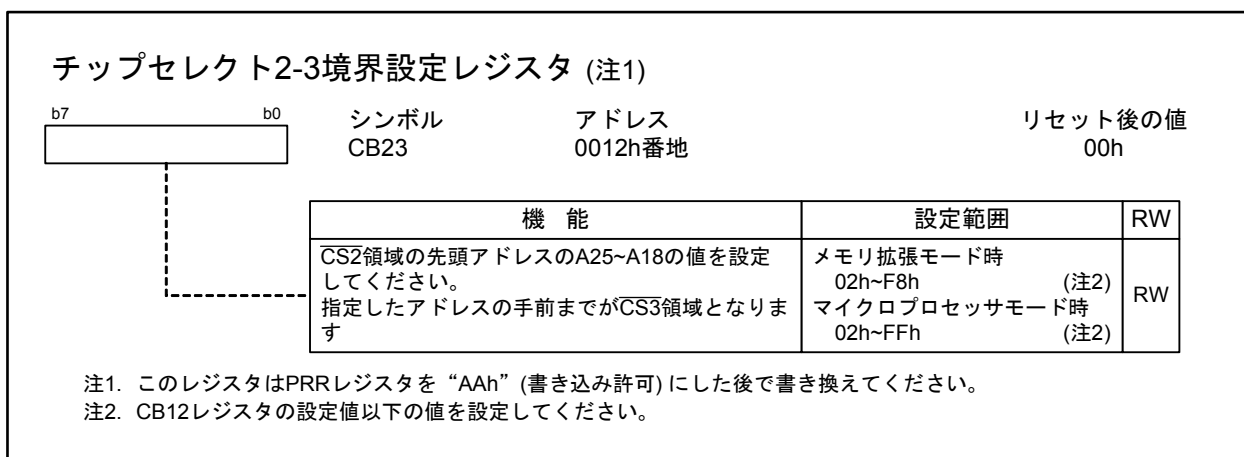 チップセレクト2-3境界設定レジスタ (注1)
b7 b0 シンボル アドレス リセット後の値
CB23 0012h番地 00h
機 能 設定範囲 RW
CS2領域の先頭アドレスのA25~A18の値を設定
してください。
指定したアドレスの手前までがCS3領域となりま
す
メモリ拡張モード時
02h~F8h (注2)
マイクロプロセッサモード時
02h~FFh (注2)
RW
注1. このレジスタはPRRレジスタを“AAh”(書き込み許可) にした後で書き換えてください。
注2. CB12レジスタの設定値以下の値を設定してください。